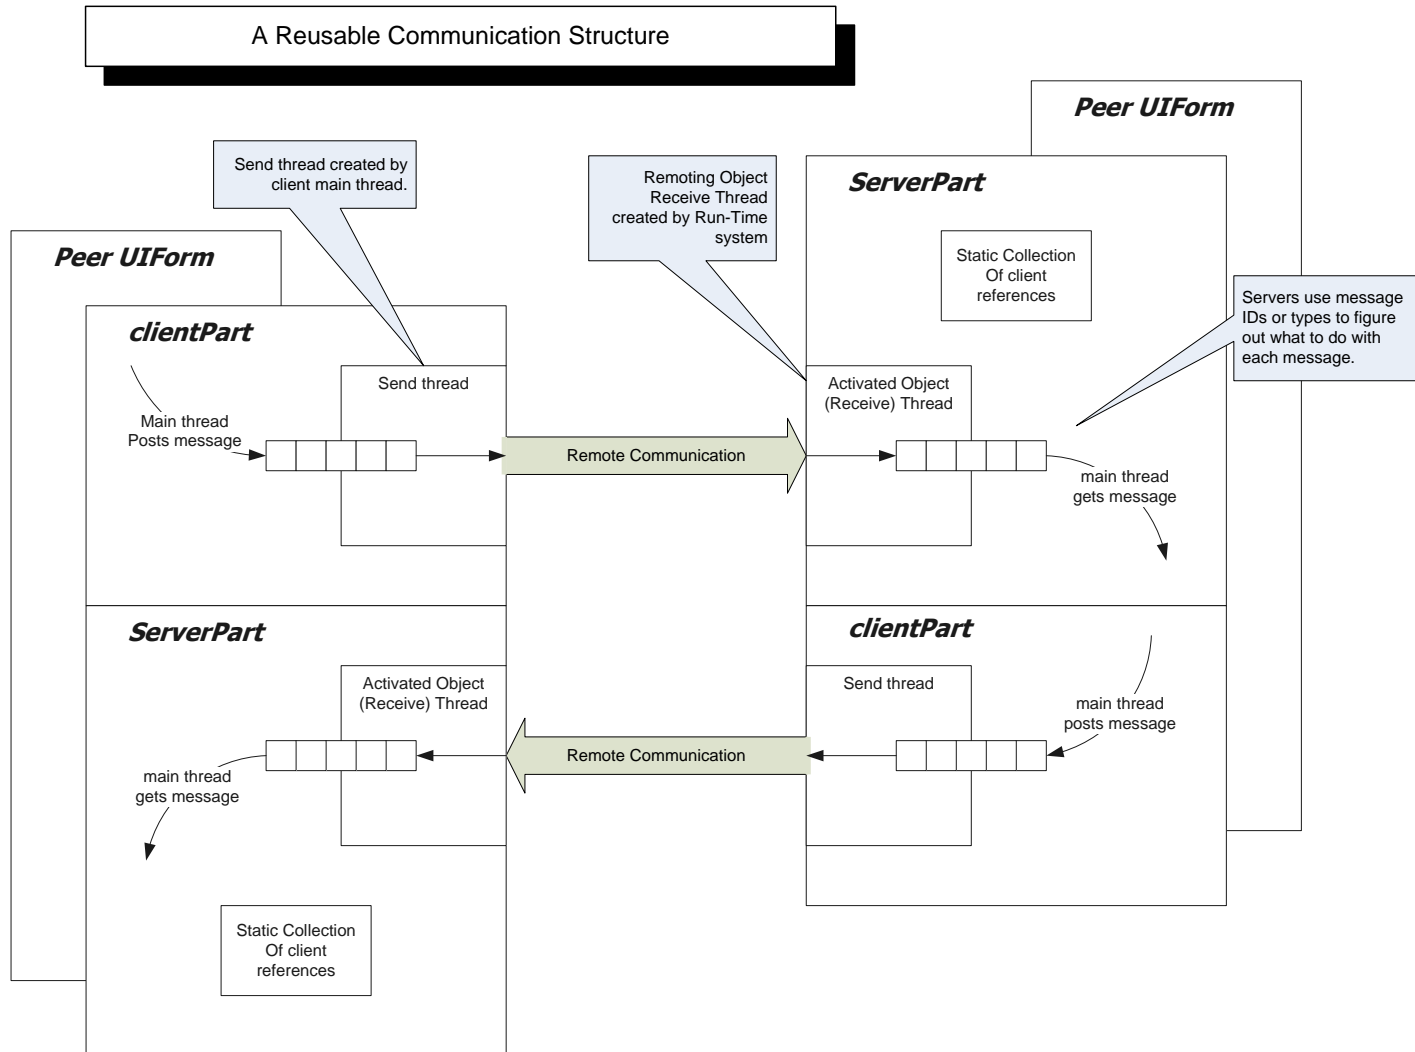 A Reusable Communication Structure
Peer UIForm
Send thread created by
client main thread.
Remoting Object
Receive Thread
created by Run-Time
system
ServerPart
Static Collection
Of client
references
Peer UIForm
Servers use message
IDs or types to figure
out what to do with
each message.
clientPart
Send thread
Activated Object
(Receive) Thread
Main thread
Posts message
Remote Communication
main thread
gets message
ServerPart
clientPart
Activated Object
(Receive) Thread
Send thread
main thread
posts message
Remote Communication
main thread
gets message
Static Collection
Of client
references